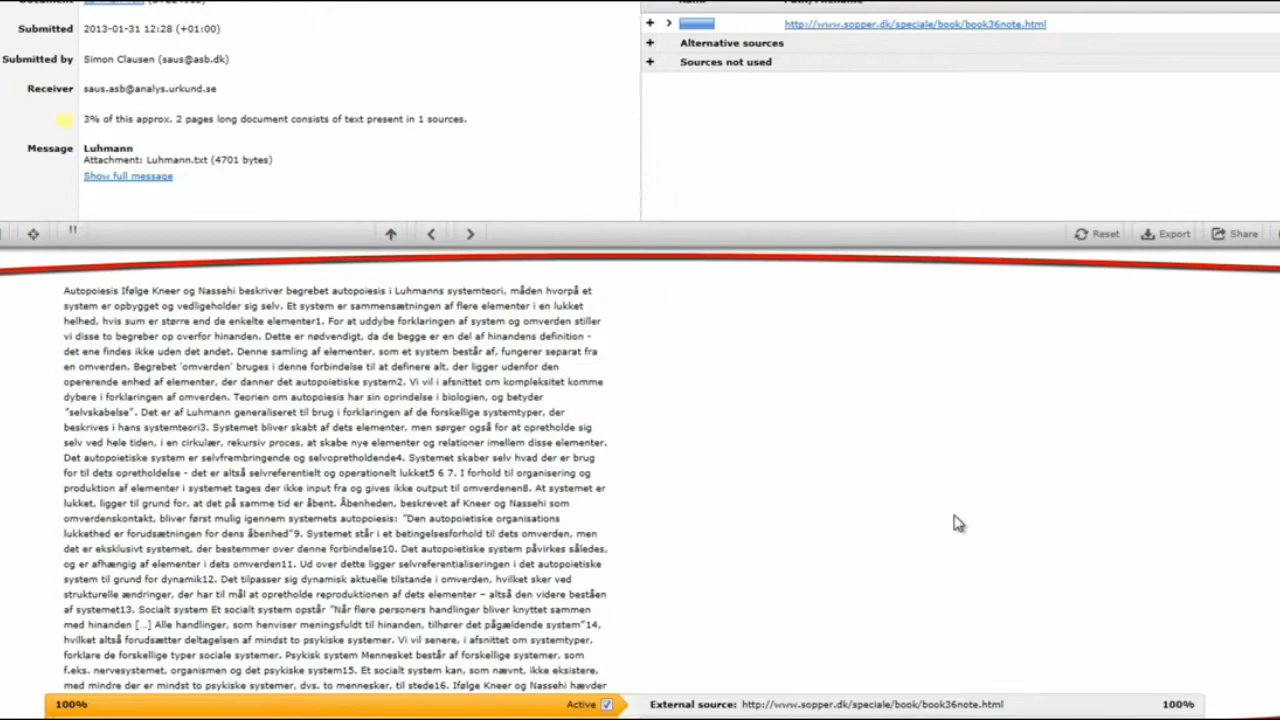 Submitted 2013-01-31 12:28 (+01:00)
Submitted by Simon Clausen (saus@asb.dk)
Receiver saus.asb@analys.urkund.se
3% of this approx. 2 pages long document consists of text present in 1 sources.
Message Luhmann
Attachment: Luhmann.txt (4701 bytes)
Show full message
http://www.sopper.dk/speciale/book/book36note.html
Alternative sources
Sources not used
Reset Export Share
Autopoiesis Ifølge Kneer og Nassehi beskriver begrebet autopoiesis i Luhmanns systemteori, måden hvorpå et
system er opbygget og vedligeholder sig selv. Et system er sammensætningen af flere elementer i en lukket
helhed, hvis sum er større end de enkelte elementer1. For at uddybe forklaringen af system og omverden stiller
vi disse to begreber op overfor hinanden. Dette er nødvendigt, da de begge er en del af hinandens definition -
det ene findes ikke uden det andet. Denne samling af elementer, som et system består af, fungerer separat fra
en omverden. Begrebet 'omverden' bruges i denne forbindelse til at definere alt, der ligger udenfor den
opererende enhed af elementer, der danner det autopoietiske system2. Vi vil i afsnittet om kompleksitet komme
dybere i forklaringen af omverden. Teorien om autopoiesis har sin oprindelse i biologien, og betyder
"selvskabelse". Det er af Luhmann generaliseret til brug i forklaringen af de forskellige systemtyper, der
beskrives i hans systemteori3. Systemet bliver skabt af dets elementer, men sørger også for at opretholde sig
selv ved hele tiden, i en cirkulær, rekursiv proces, at skabe nye elementer og relationer imellem disse elementer.
Det autopoietiske system er selvfrembringende og selvopretholdende4. Systemet skaber selv hvad der er brug
for til dets opretholdelse - det er altså selvreferentielt og operationelt lukket5 6 7. I forhold til organisering og
produktion af elementer i systemet tages der ikke input fra og gives ikke output til omverdenen8. At systemet er
lukket, ligger til grund for, at det på samme tid er åbent. Åbenheden, beskrevet af Kneer og Nassehi som
omverdenskontakt, bliver først mulig igennem systemets autopoiesis: "Den autopoietiske organisations
lukkethed er forudsætningen for dens åbenhed"9. Systemet står i et betingelsesforhold til dets omverden, men
det er eksklusivt systemet, der bestemmer over denne forbindelse10. Det autopoietiske system påvirkes således,
og er afhængig af elementer i dets omverden11. Ud over dette ligger selvreferentialiseringen i det autopoietiske
system til grund for dynamik12. Det tilpasser sig dynamisk aktuelle tilstande i omverden, hvilket sker ved
strukturelle ændringer, der har til mål at opretholde reproduktionen af dets elementer – altså den videre beståen
af systemet13. Socialt system Et socialt system opstår "Når flere personers handlinger bliver knyttet sammen
med hinanden [...] Alle handlinger, som henviser meningsfuldt til hinanden, tilhører det pågældende system"14,
hvilket altså forudsætter deltagelsen af mindst to psykiske systemer. Vi vil senere, i afsnittet om systemtyper,
forklare de forskellige typer sociale systemer. Psykisk system Mennesket består af forskellige systemer, som
f.eks. nervesystemet, organismen og det psykiske system15. Et socialt system kan, som nævnt, ikke eksistere,
med mindre der er mindst to psykiske systemer, dvs. to mennesker, til stede16. Ifølge Kneer og Nassehi hævder
100% Active External source: http://www.sopper.dk/speciale/book/book36note.html 100%